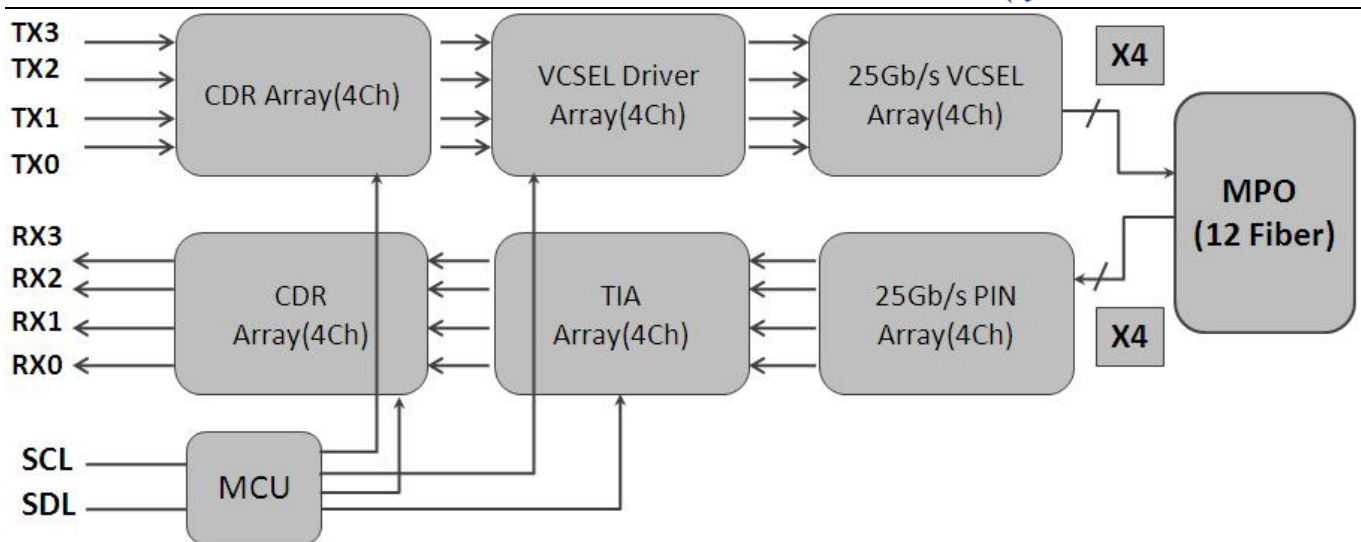 TX3
TX2
TX1
TX0
CDR Array(4Ch)
VCSEL Driver
Array(4Ch)
25Gb/s VCSEL
Array(4Ch)
X4
MPO
(12 Fiber)
RX3
RX2
RX1
RX0
CDR
Array(4Ch)
TIA
Array(4Ch)
25Gb/s PIN
Array(4Ch)
X4
SCL
SDL
MCU